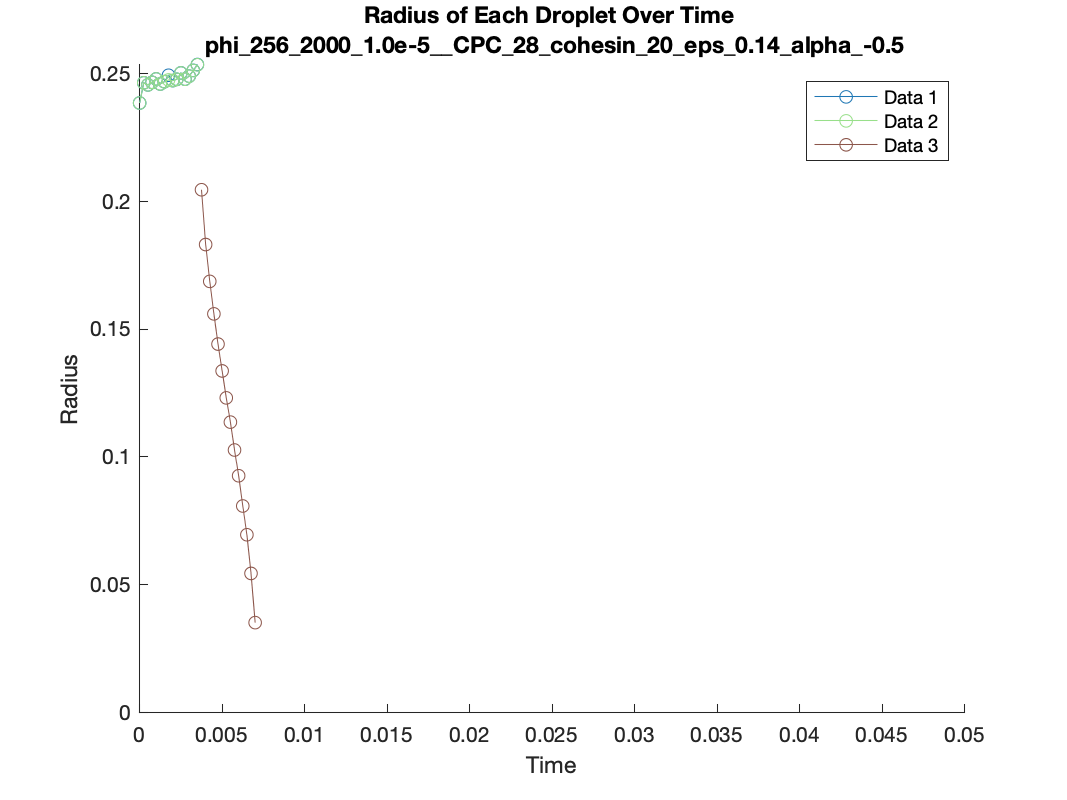 Radius of Each Droplet Over Time
phi_256_2000_1.0e-5__CPC_28_cohesin_20_eps_0.14_alpha_-0.5
Data 1
Data 2
Data 3
0.25
0.2
0.15
0.1
0.05
0
Radius
0 0.005 0.01 0.015 0.02 0.025 0.03 0.035 0.04 0.045 0.05
Time